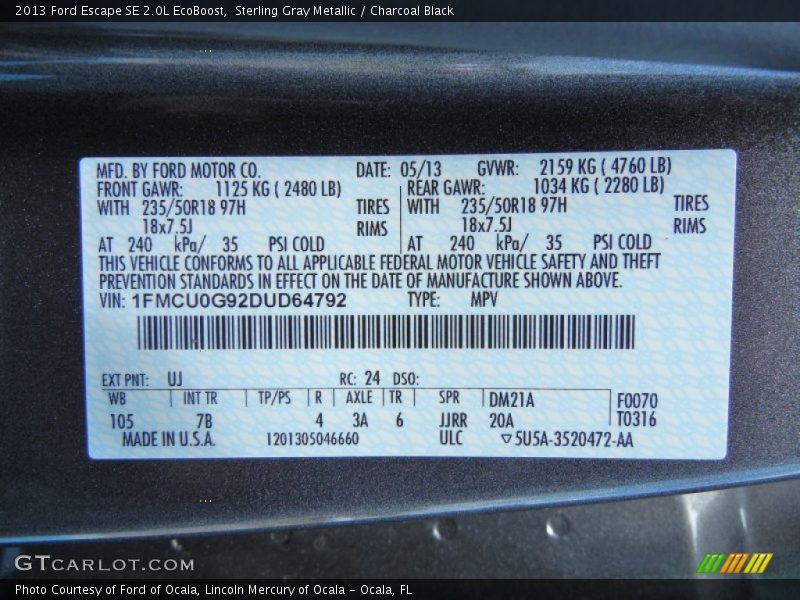 2013 Ford Escape SE 2.0L EcoBoost,  Sterling Gray Metallic / Charcoal Black
MFD. BY FORD MOTOR CO. DATE: 05/13 GVWR: 2159 KG ( 4760 LB)
FRONT GAWR: 1125 KG ( 2480 LB) REAR GAWR: 1034 KG ( 2280 LB)
WITH 235/50R18 97H TIRES WITH 235/50R18 97H TIRES
18x7.5J RIMS 18x7.5J RIMS
AT 240 kPa/ 35 PSI COLD AT 240 kPa/ 35 PSI COLD
THIS VEHICLE CONFORMS TO ALL APPLICABLE FEDERAL MOTOR VEHICLE SAFETY AND THEFT
PREVENTION STANDARDS IN EFFECT ON THE DATE OF MANUFACTURE SHOWN ABOVE.
VIN: 1FMCU0G92DUD64792 TYPE: MPV
EXT PNT: UJ RC: 24 DSO:
WB INT TR TP/PS R AXLE TR SPR DM21A F0070
105 7B 4 3A 6 JJRR 20A T0316
MADE IN U.S.A. 1201305046660 ULC ▽5U5A-3520472-AA
GTCARLOT.COM
Photo Courtesy of Ford of Ocala, Lincoln Mercury of Ocala - Ocala, FL